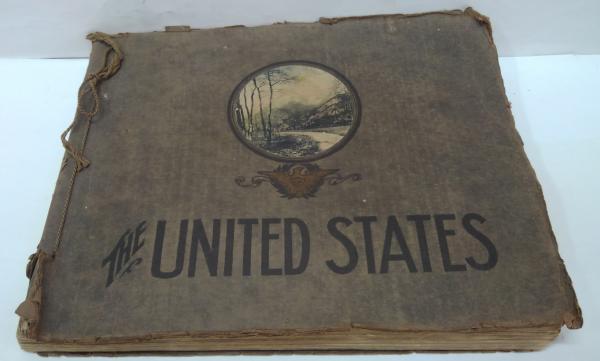 THE UNITED STATES